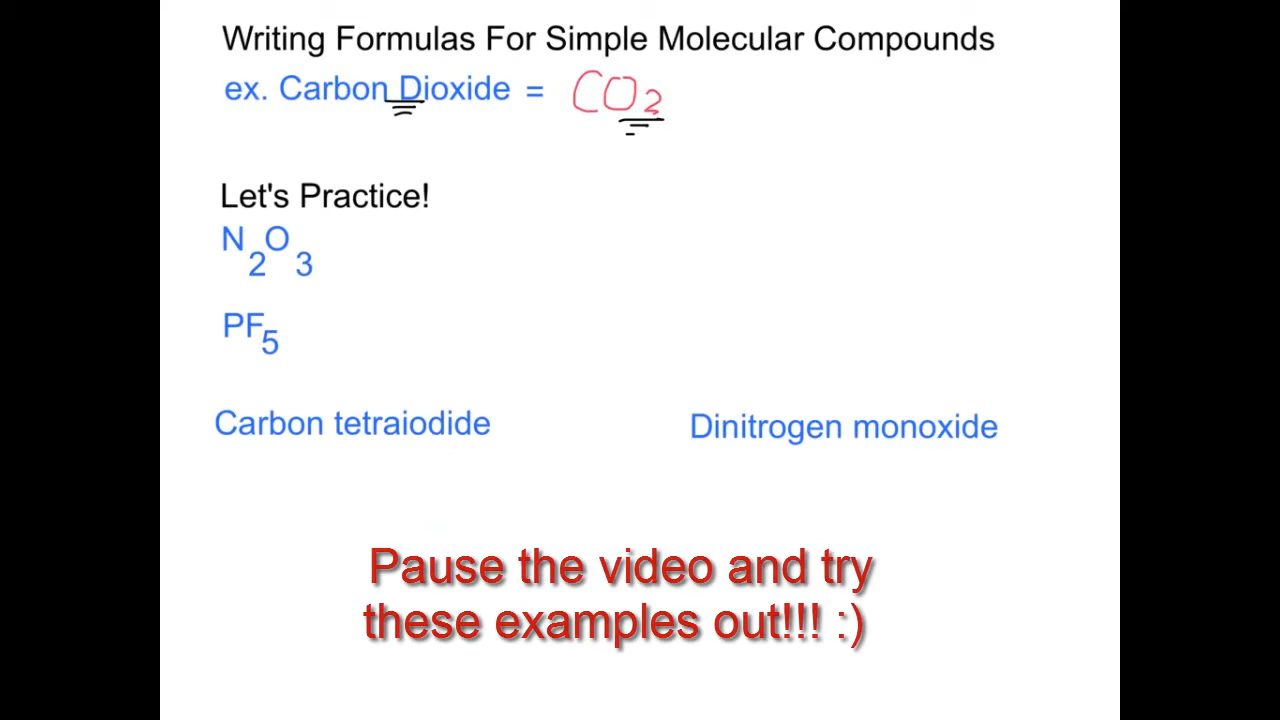 Writing Formulas For Simple Molecular Compounds
ex. Carbon Dioxide = CO2
Let's Practice!
N2O3
PF5
Carbon tetraiodide
Dinitrogen monoxide
Pause the video and try
these examples out!!! :)